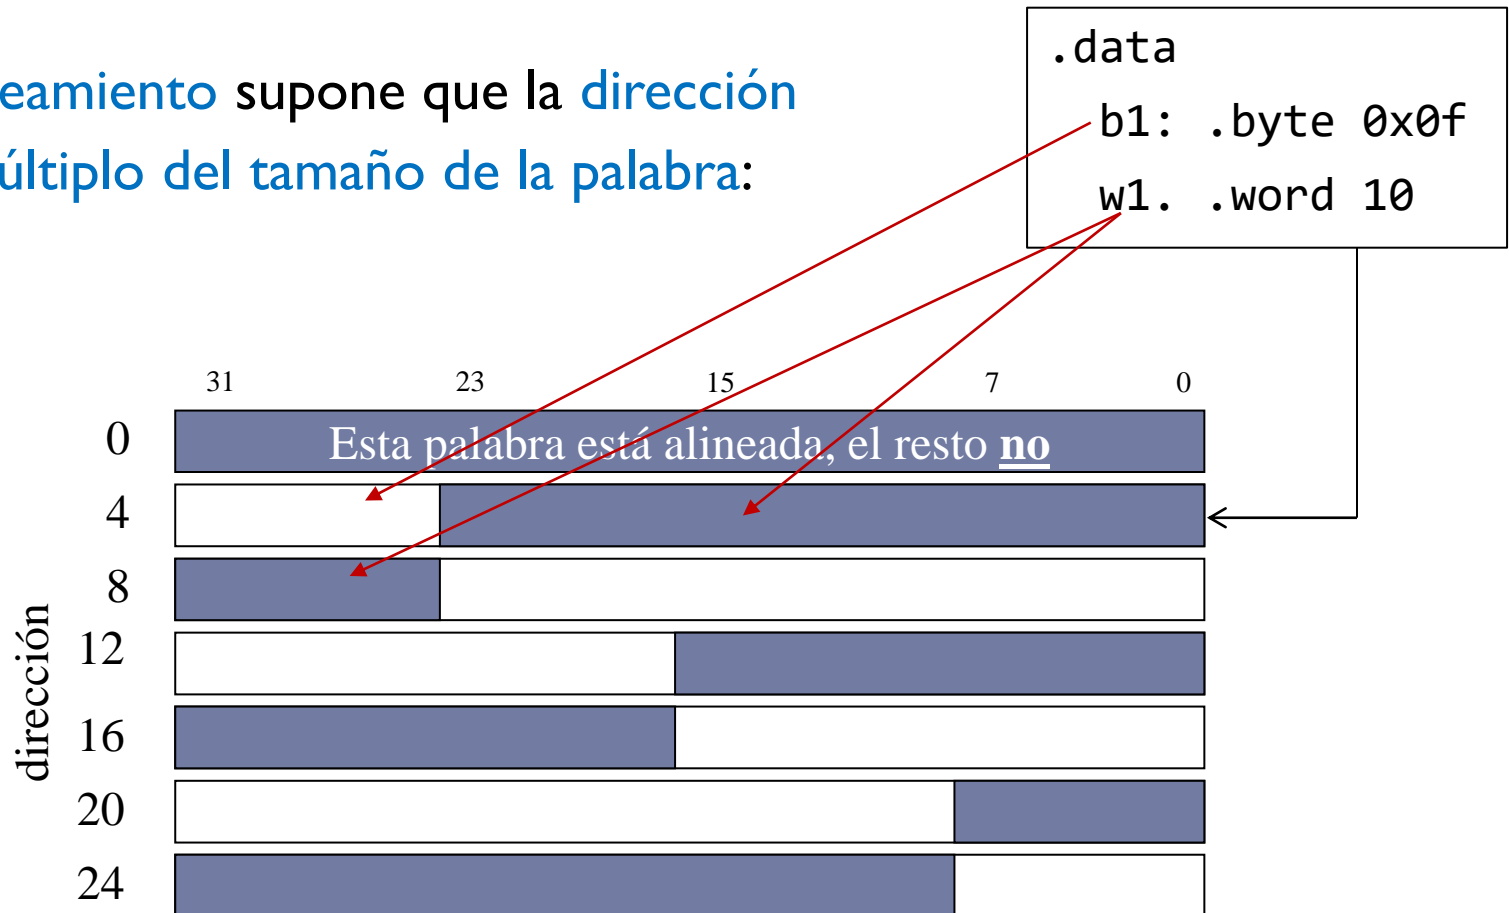 eamiento supone que la dirección
últiplo del tamaño de la palabra:
.data
b1: .byte 0x0f
w1. .word 10
31 23 15 7 0
0 Esta palabra está alineada, el resto no
4
8
12
16
20
24
dirección